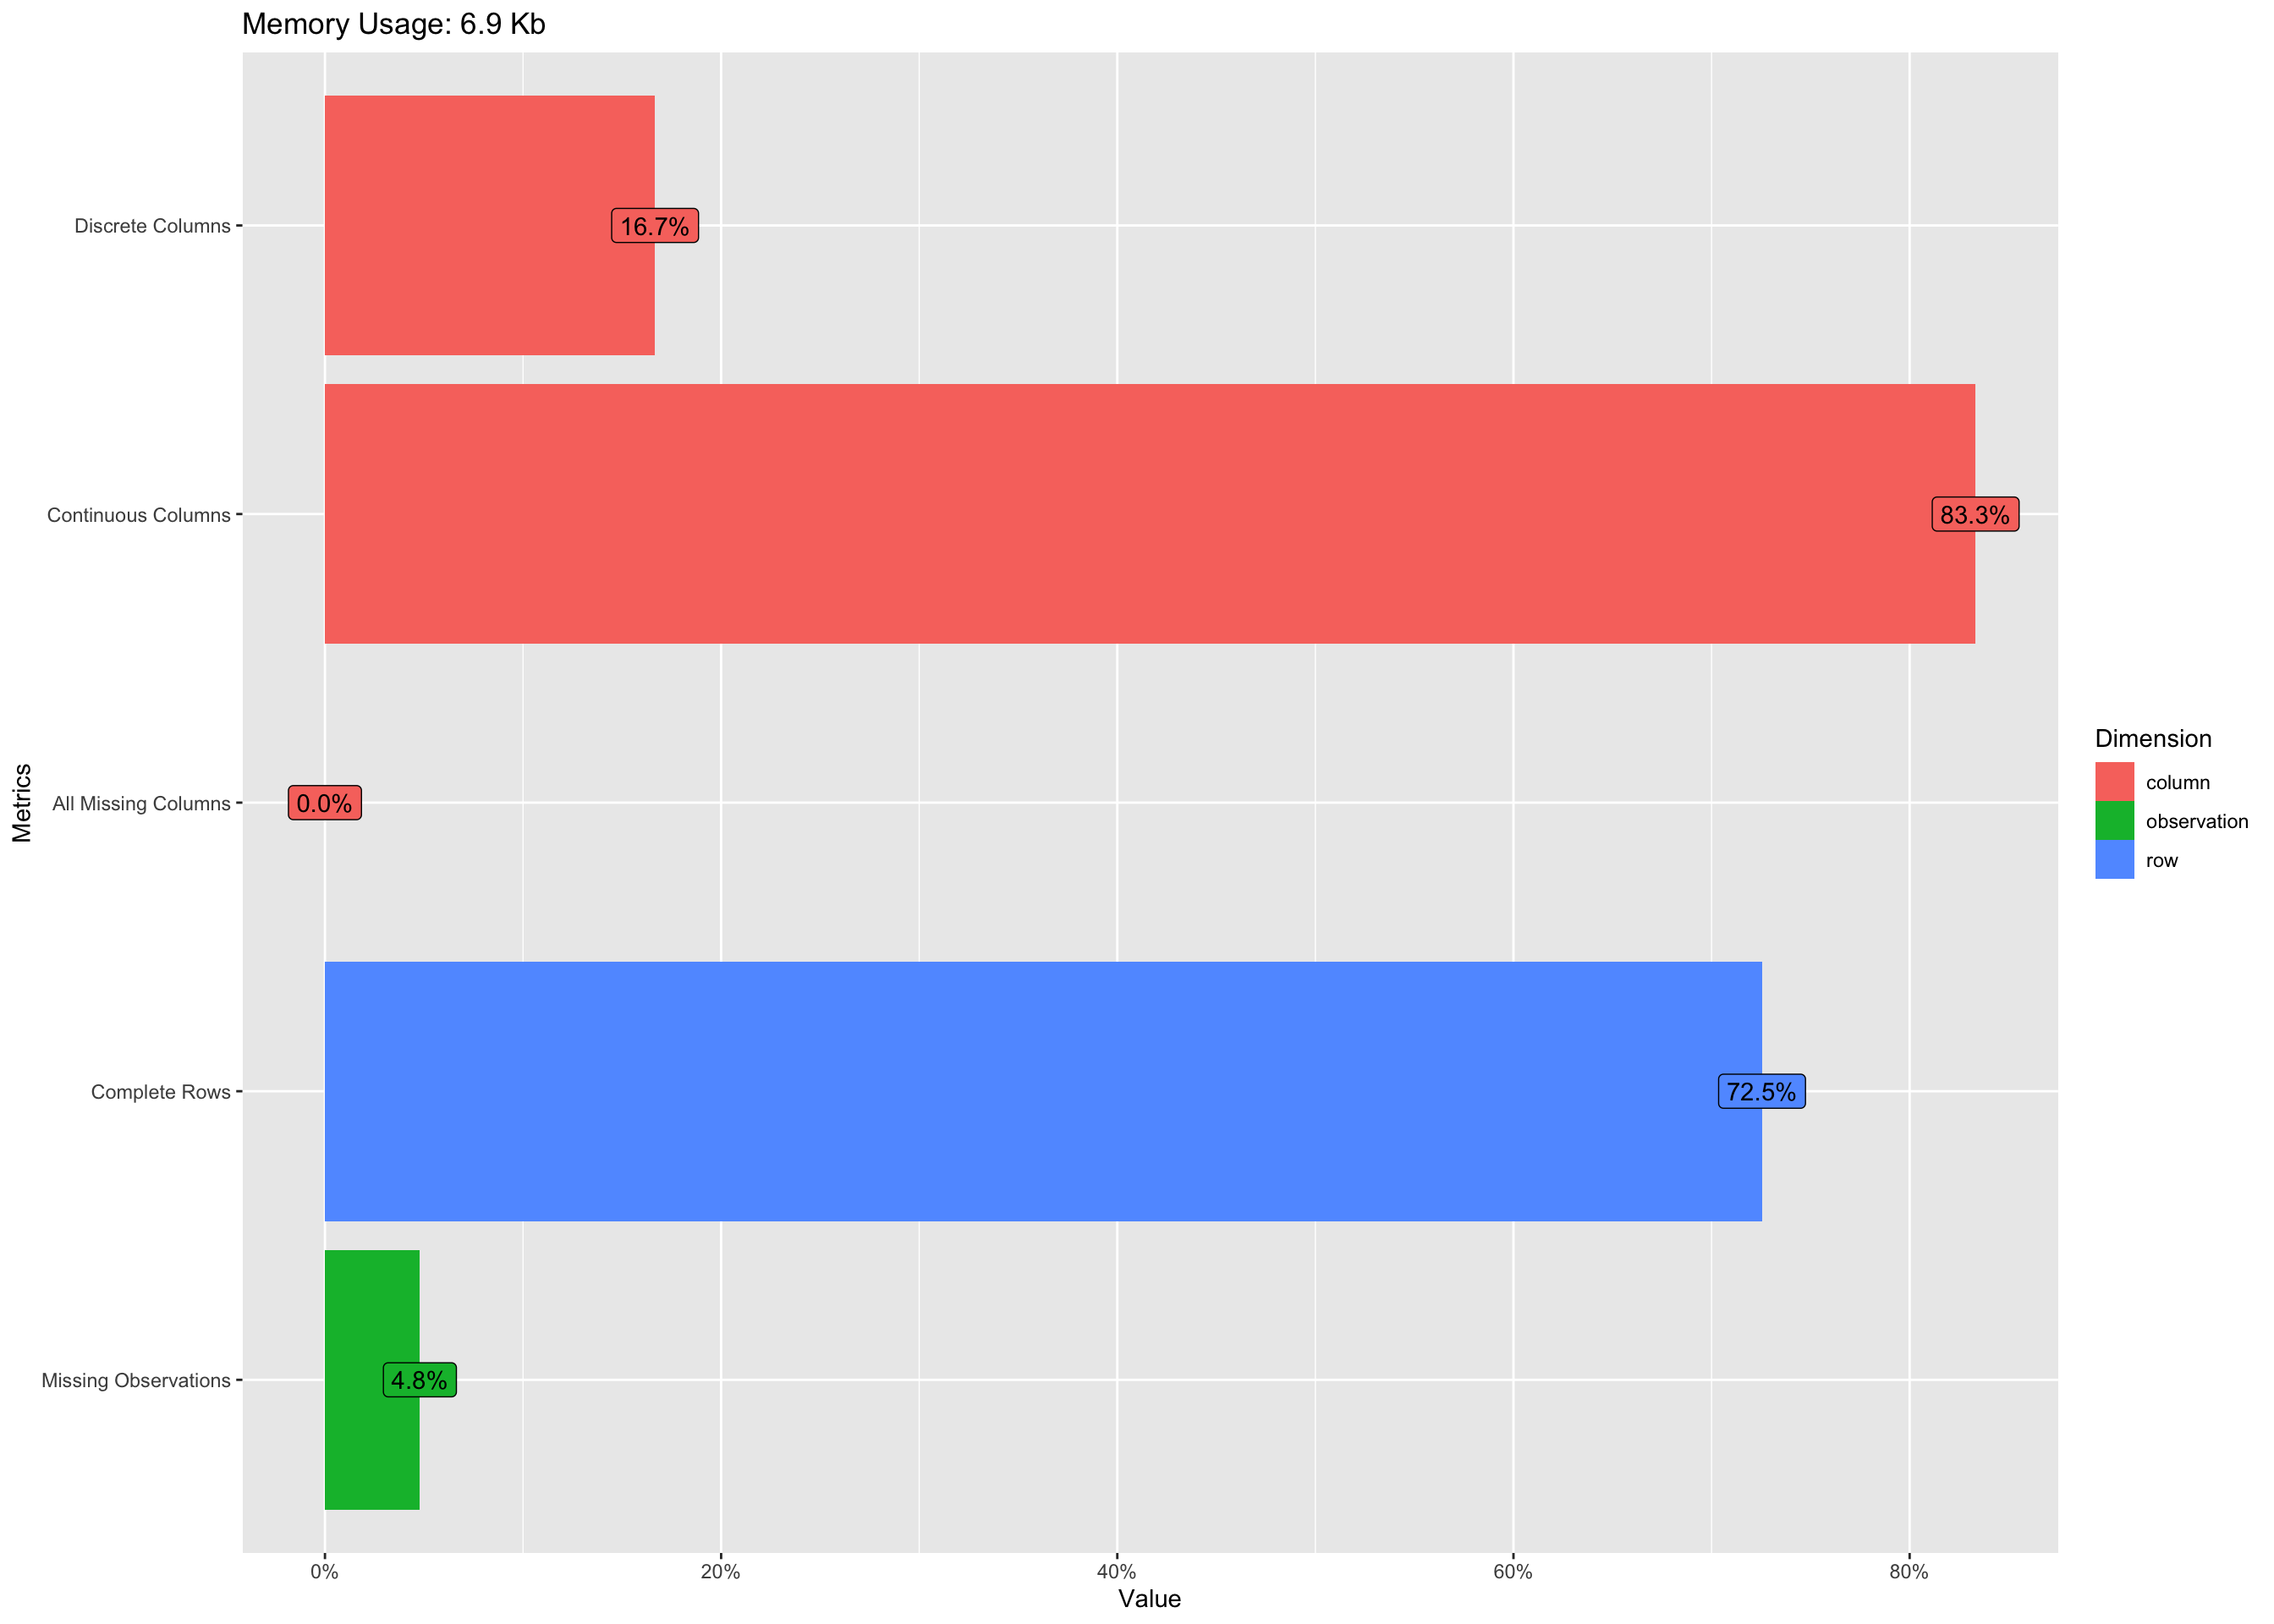 Memory Usage: 6.9 Kb
Discrete Columns
16.7%
Continuous Columns
83.3%
All Missing Columns
0.0%
Complete Rows
72.5%
Missing Observations
4.8%
Metrics
0%
20%
40%
60%
80%
Value
Dimension
column
observation
row